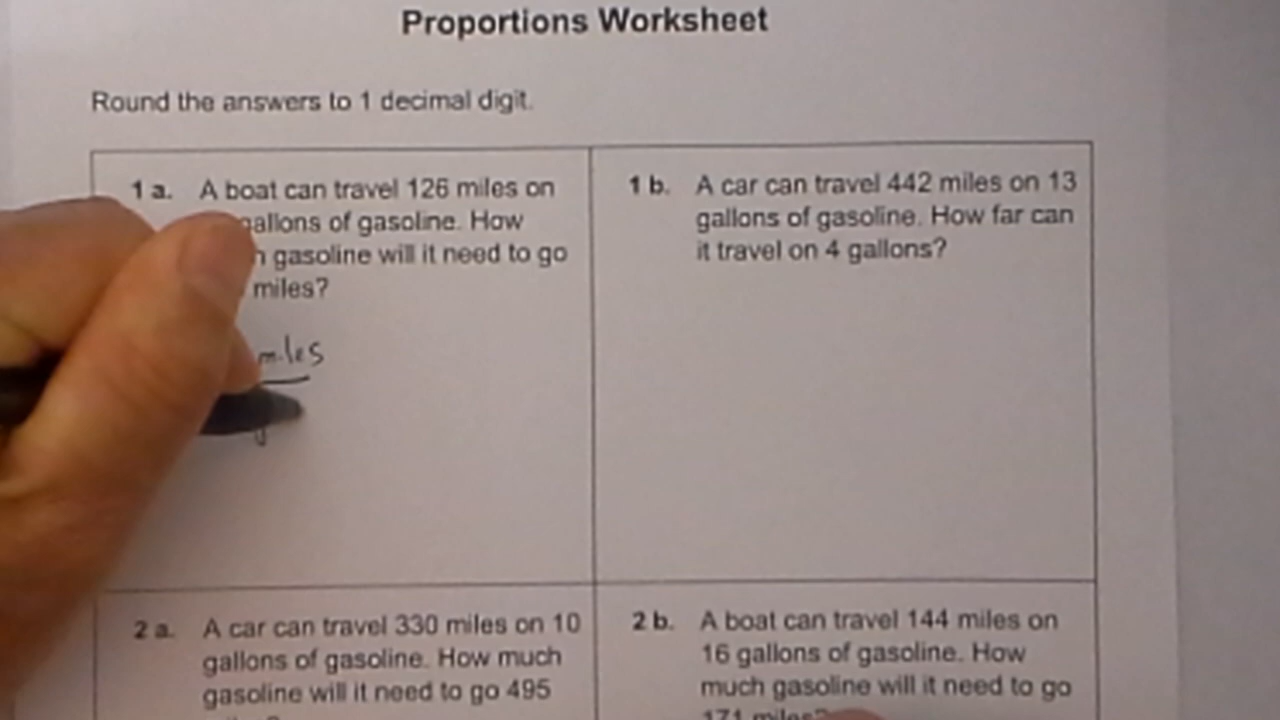 Proportions Worksheet
Round the answers to 1 decimal digit.
1 a. A boat can travel 126 miles on
gallons of gasoline. How
gasoline will it need to go
miles?
miles
1 b. A car can travel 442 miles on 13
gallons of gasoline. How far can
it travel on 4 gallons?
2 a. A car can travel 330 miles on 10
gallons of gasoline. How much
gasoline will it need to go 495
2 b. A boat can travel 144 miles on
16 gallons of gasoline. How
much gasoline will it need to go
171 miles?